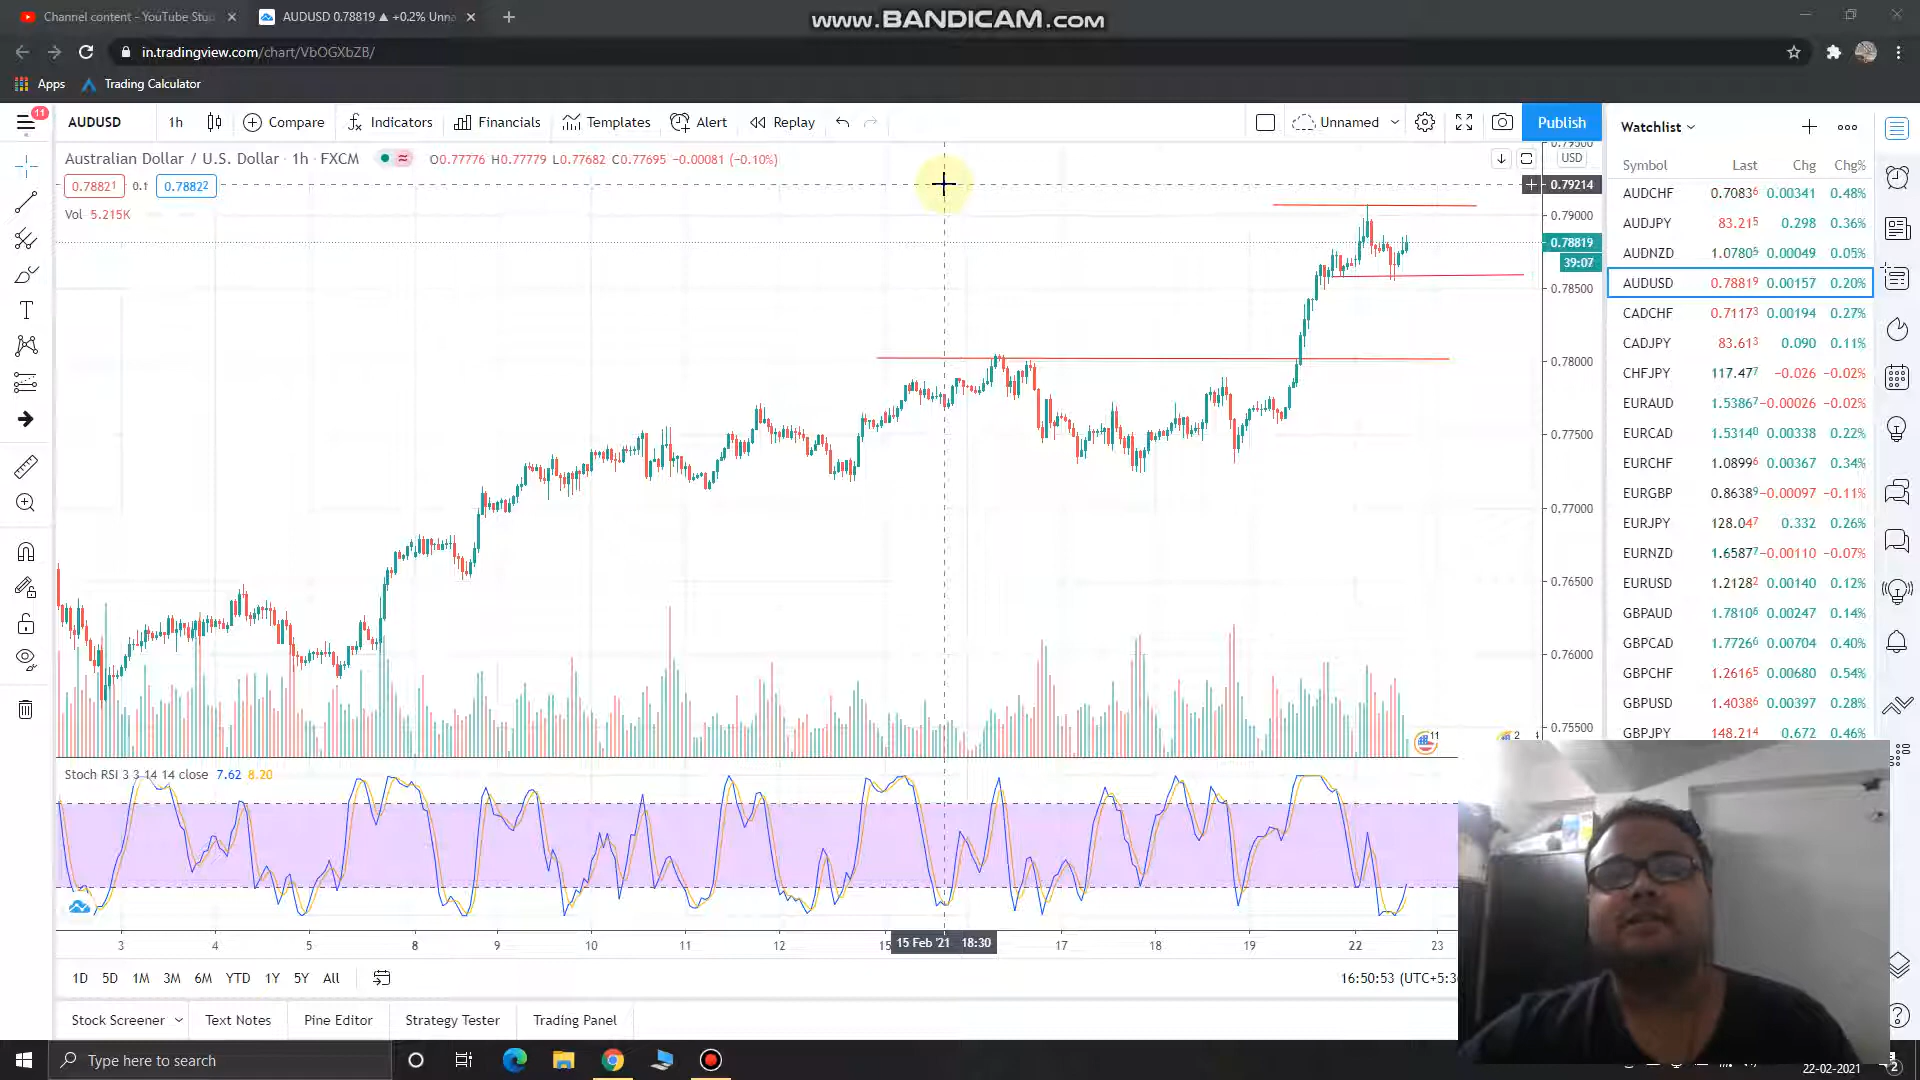 Channel content - YouTube Stu
AUDUSD 0.78819 ▲ +0.2% Unna
www.BANDICAM.com
in.tradingview.com/chart/VbOGXbZB/
Apps
Trading Calculator
11
AUDUSD
1h
Compare
Indicators
Financials
Templates
Alert
Replay
Unnamed
Publish
Watchlist
Australian Dollar / U.S. Dollar · 1h · FXCM
O0.77776 H0.77779 L0.77682 C0.77695 −0.00081 (−0.10%)
0.78821 0.1 0.78822
Vol 5.215K
USD
0.79214
0.79000
0.78819
39:07
0.78500
0.78000
0.77500
0.77000
0.76500
0.76000
0.75500
Symbol Last Chg Chg%
AUDCHF 0.70836 0.00341 0.48%
AUDJPY 83.215 0.298 0.36%
AUDNZD 1.07805 0.00049 0.05%
AUDUSD 0.78819 0.00157 0.20%
CADCHF 0.71173 0.00194 0.27%
CADJPY 83.613 0.090 0.11%
CHFJPY 117.477 −0.026 −0.02%
EURAUD 1.53867 −0.00026 −0.02%
EURCAD 1.53140 0.00338 0.22%
EURCHF 1.08996 0.00367 0.34%
EURGBP 0.86389 −0.00097 −0.11%
EURJPY 128.047 0.332 0.26%
EURNZD 1.65877 −0.00110 −0.07%
EURUSD 1.21282 0.00140 0.12%
GBPAUD 1.78106 0.00247 0.14%
GBPCAD 1.77266 0.00704 0.40%
GBPCHF 1.26165 0.00680 0.54%
GBPUSD 1.40386 0.00397 0.28%
GBPJPY 148.214 0.672 0.46%
11
2
Stoch RSI 3 3 14 14 close 7.62 8.20
3 4 5 8 9 10 11 12 15 17 18 19 22 23
15 Feb '21 18:30
1D 5D 1M 3M 6M YTD 1Y 5Y All
16:50:53 (UTC+5:3
Stock Screener
Text Notes
Pine Editor
Strategy Tester
Trading Panel
Type here to search
22-02-2021
2